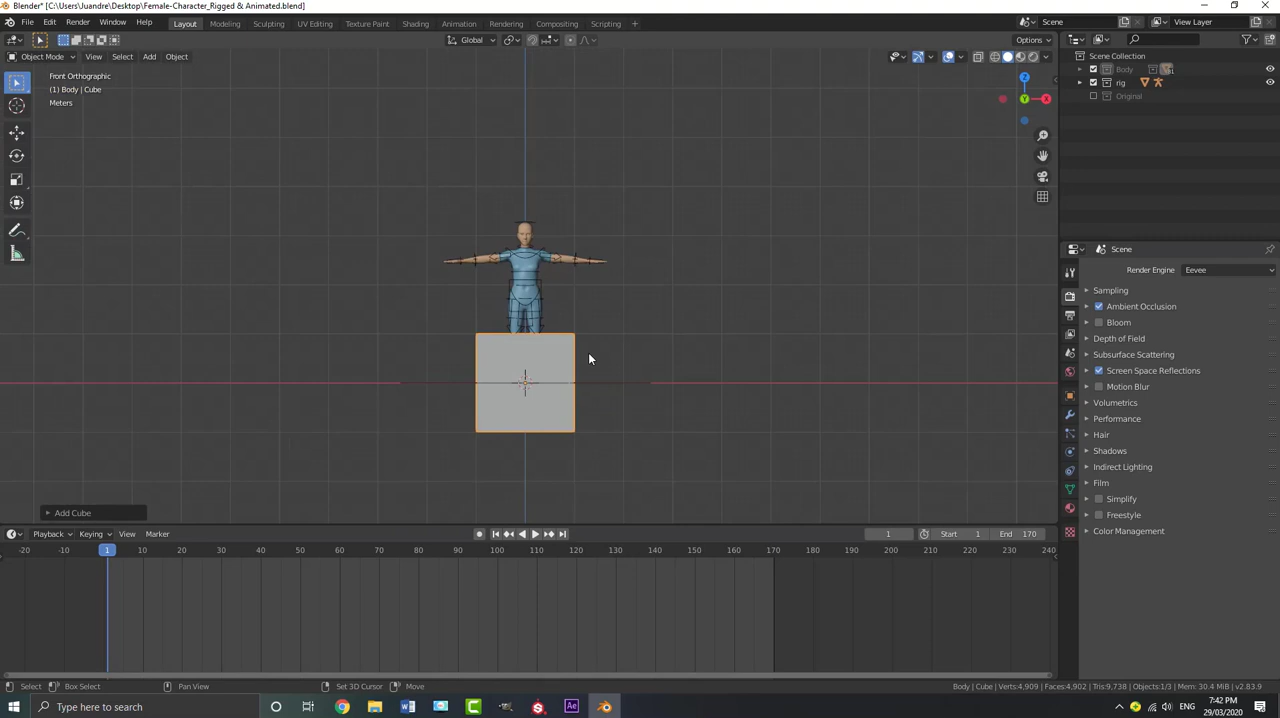 Blender* [C:\Users\Juandre\Desktop\Female-Character_Rigged & Animated.blend]
File Edit Render Window Help Layout Modeling Sculpting UV Editing Texture Paint Shading Animation Rendering Compositing Scripting + Scene View Layer
Global Options
Object Mode View Select Add Object
Front Orthographic
(1) Body | Cube
Meters
Z
Y
X
Add Cube
Scene Collection
Body
rig
Original
Scene
Render Engine Eevee
Sampling
Ambient Occlusion
Bloom
Depth of Field
Subsurface Scattering
Screen Space Reflections
Motion Blur
Volumetrics
Performance
Hair
Shadows
Indirect Lighting
Film
Simplify
Freestyle
Color Management
Playback Keying View Marker 1 Start 1 End 170
-20 -10 1 10 20 30 40 50 60 70 80 90 100 110 120 130 140 150 160 170 180 190 200 210 220 230 240
Select Box Select Pan View Set 3D Cursor Move Body | Cube Verts:4,909 | Faces:4,902 | Tris:9,738 | Objects:1/3 | Mem: 30.4 MiB | v2.83.9
Type here to search
7:42 PM
29/03/2020